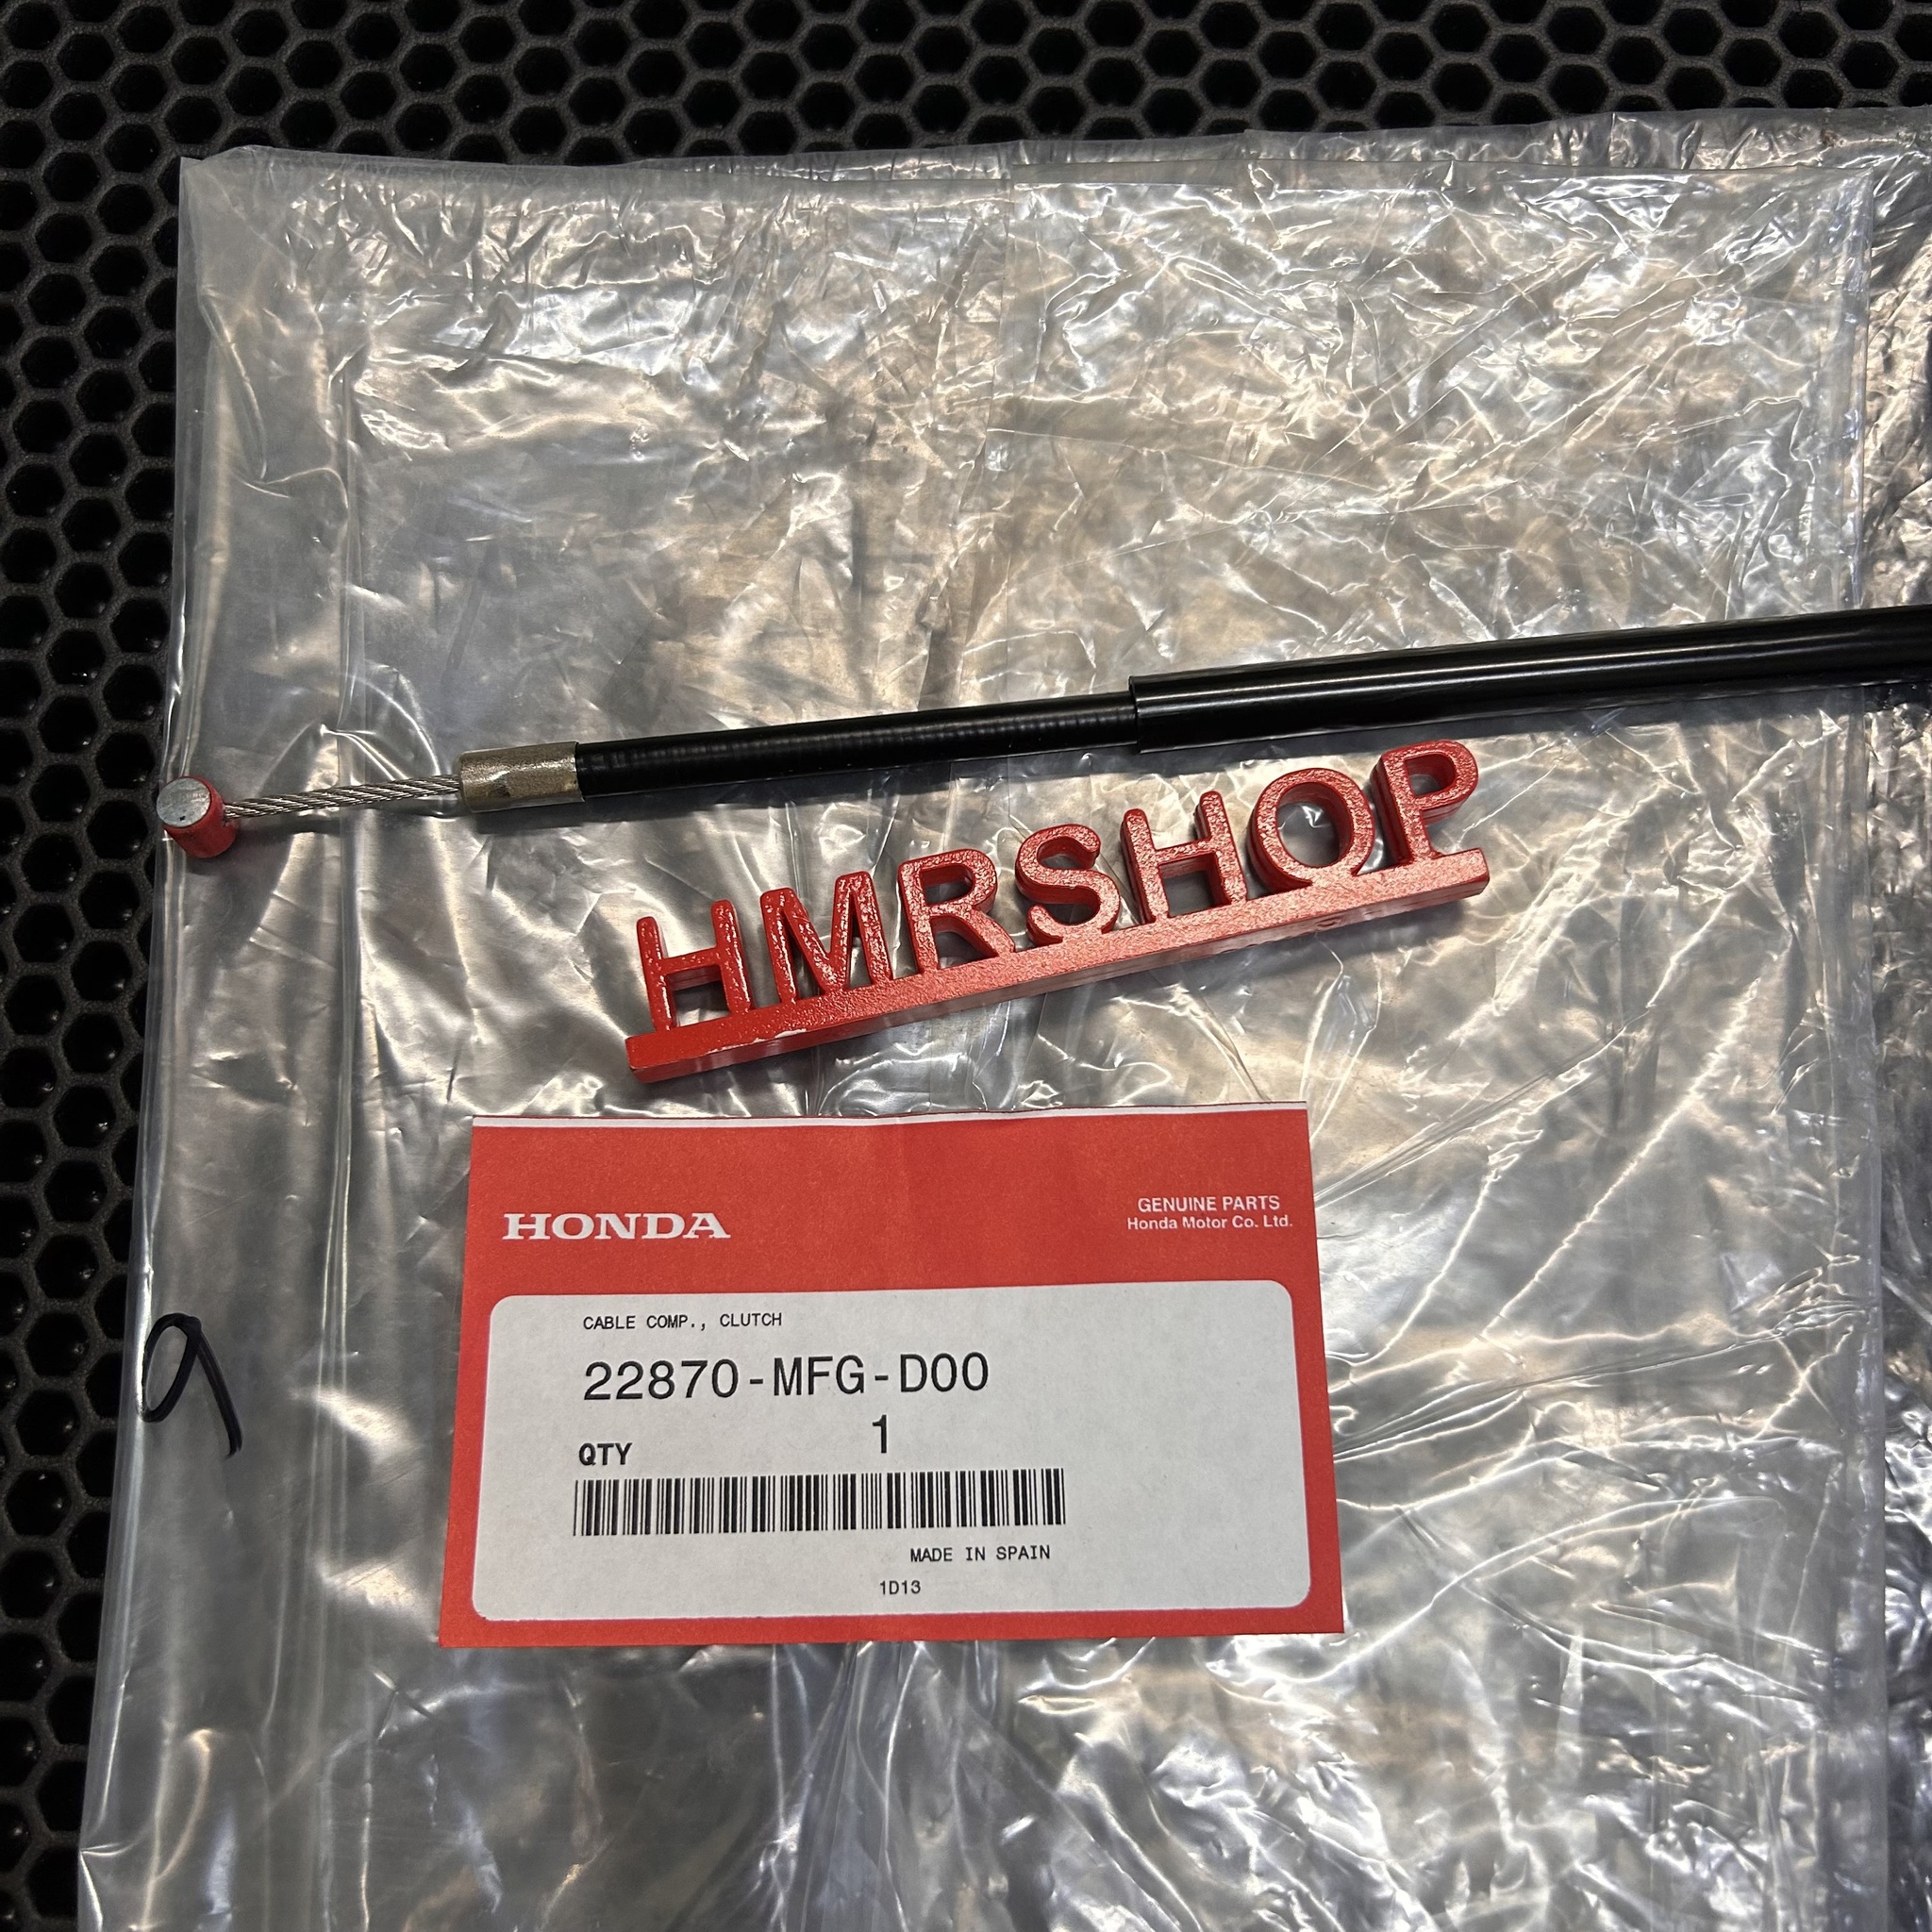 HMRSHOP
HONDA
GENUINE PARTS
Honda Motor Co. Ltd.
CABLE COMP., CLUTCH
22870-MFG-D00
1
QTY
MADE IN SPAIN
1D13
9